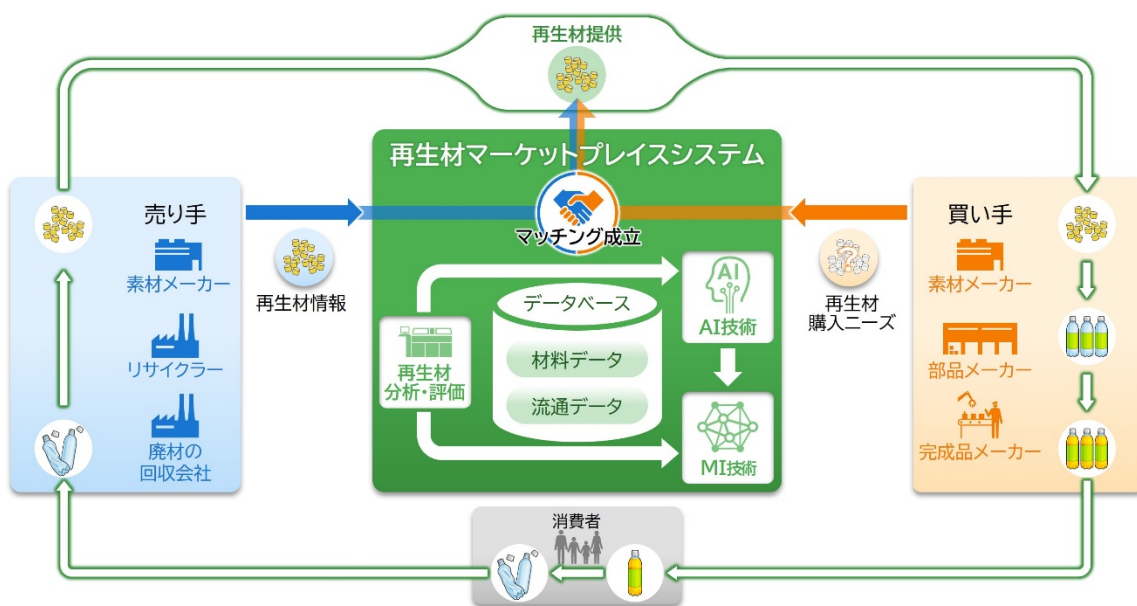 再生材提供
再生材マーケットプレイスシステム
売り手
素材メーカー
リサイクラー
廃材の
回収会社
再生材情報
マッチング成立
データベース
材料データ
流通データ
再生材
分析・評価
AI
AI技術
MI技術
再生材
購入ニーズ
買い手
素材メーカー
部品メーカー
完成品メーカー
消費者